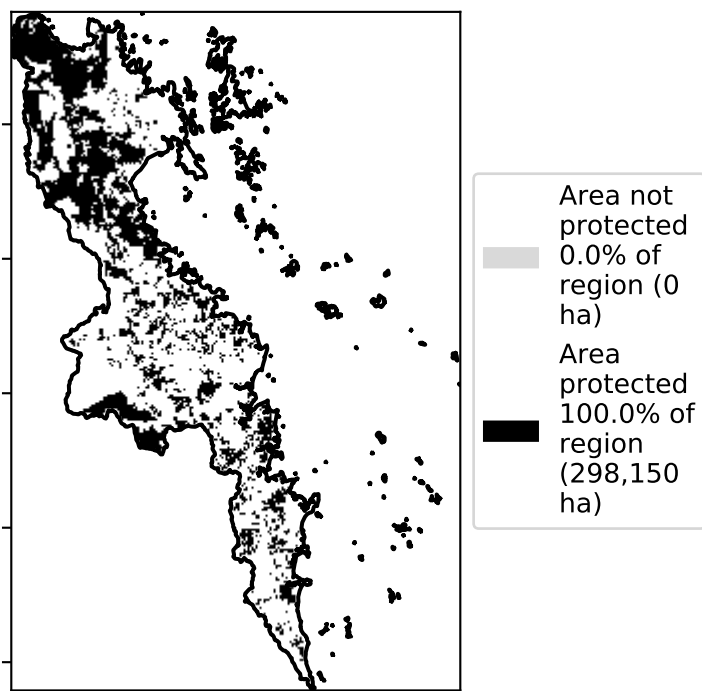 Area not
protected
0.0% of
region (0
ha)
Area
protected
100.0% of
region
(298,150
ha)